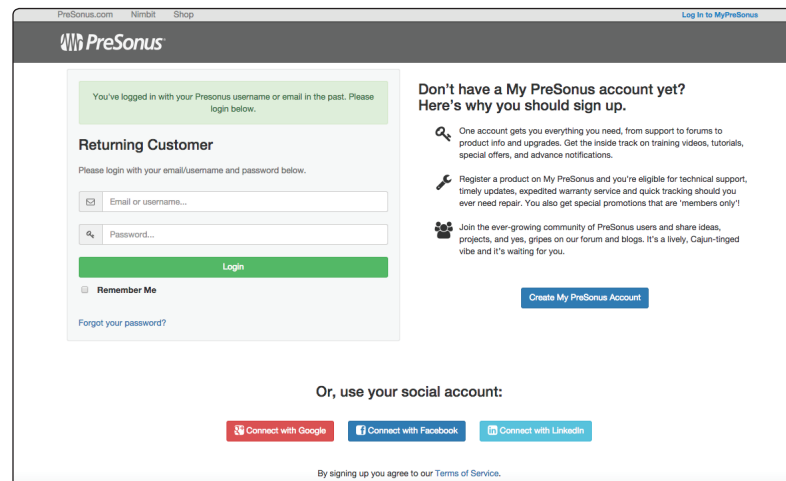 PreSonus.com Nimbit Shop Log In to MyPreSonus
PreSonus
You've logged in with your Presonus username or email in the past. Please
login below.
Returning Customer
Please login with your email/username and password below.
Email or username...
Password...
Login
Remember Me
Forgot your password?
Don't have a My PreSonus account yet?
Here's why you should sign up.
One account gets you everything you need, from support to forums to
product info and upgrades. Get the inside track on training videos, tutorials,
special offers, and advance notifications.
Register a product on My PreSonus and you're eligible for technical support,
timely updates, expedited warranty service and quick tracking should you
ever need repair. You also get special promotions that are 'members only'!
Join the ever-growing community of PreSonus users and share ideas,
projects, and yes, gripes on our forum and blogs. It's a lively, Cajun-tinged
vibe and it's waiting for you.
Create My PreSonus Account
Or, use your social account:
Connect with Google
Connect with Facebook
Connect with LinkedIn
By signing up you agree to our Terms of Service.